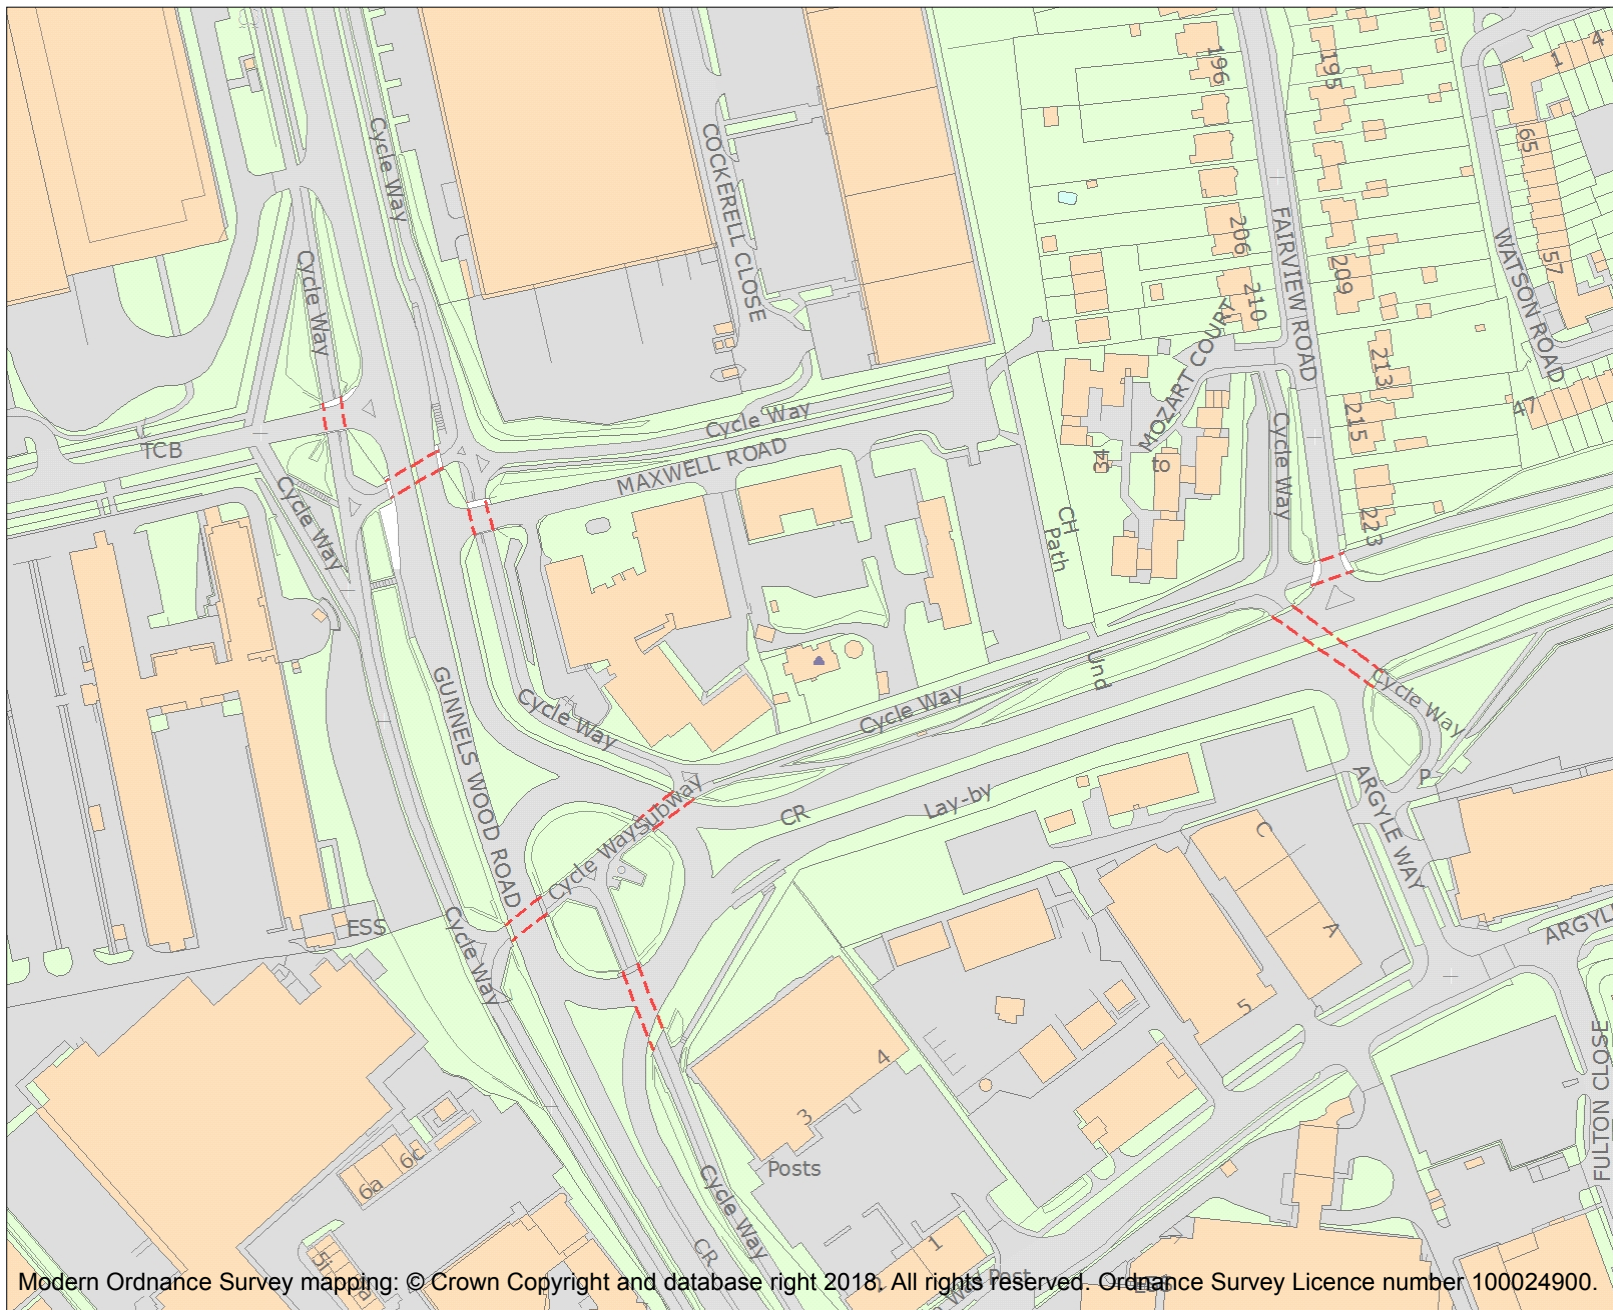 196
195
1
4
Cycle Way
COCKERELL CLOSE
65
Cycle Way
206
FAIRVIEW ROAD
209
57
WATSON ROAD
210
MOZART COURT
213
Cycle Way
215
47
TCB
MAXWELL ROAD
34
to
Cycle Way
Cycle Way
CH
Path
223
Und
Cycle Way
Cycle Way
Cycle Way
GUNNELS WOOD ROAD
P
ARGYLE WAY
Subway
Cycle Way
CR
Lay-by
C
A
ESS
Cycle Way
ARGYL
5
4
3
FULTON CLOSE
6c
6a
Posts
Cycle Way
CR
1
5i
Post
ESS
Modern Ordnance Survey mapping: © Crown Copyright and database right 2018. All rights reserved. Ordnance Survey Licence number 100024900.